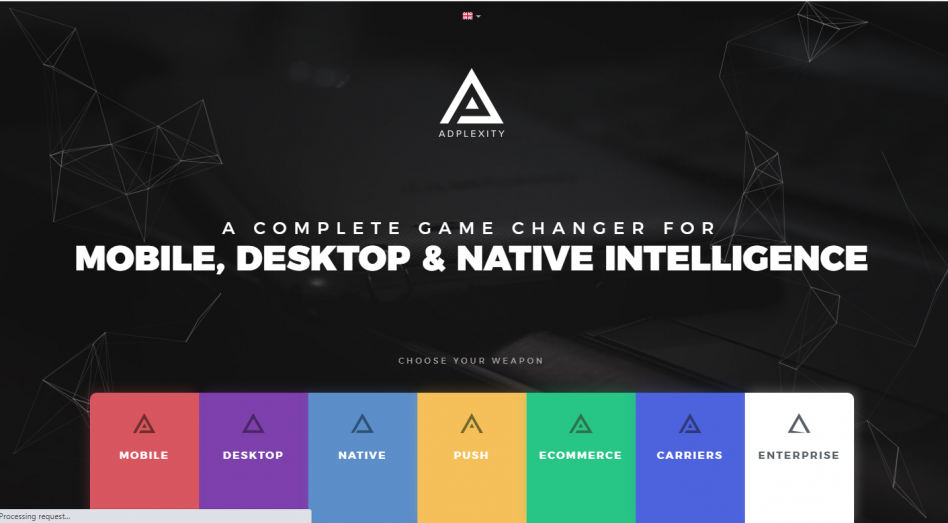 ADPLEXITY
A COMPLETE GAME CHANGER FOR
MOBILE, DESKTOP & NATIVE INTELLIGENCE
CHOOSE YOUR WEAPON
MOBILE
DESKTOP
NATIVE
PUSH
ECOMMERCE
CARRIERS
ENTERPRISE
Processing request...